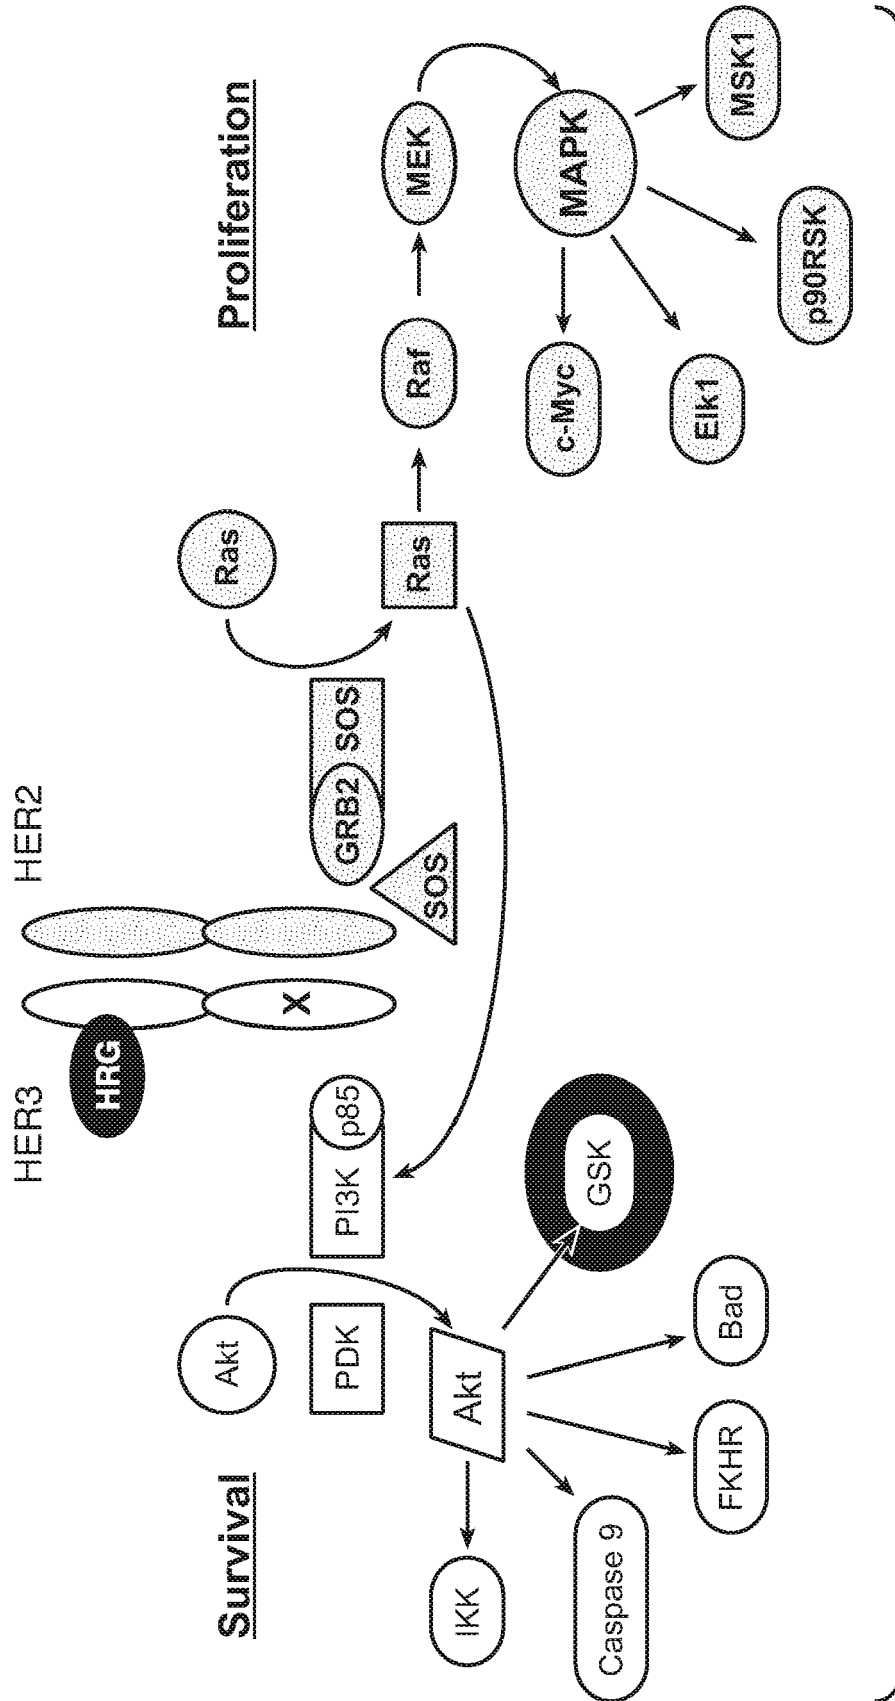 HER3
HER2
Survival
Proliferation
HRG
X
Akt
Ras
PDK
PI3K
p85
GRB2
SOS
SOS
Akt
Ras
Raf
MEK
IKK
GSK
c-Myc
MAPK
Caspase 9
FKHR
Bad
Elk1
p90RSK
MSK1